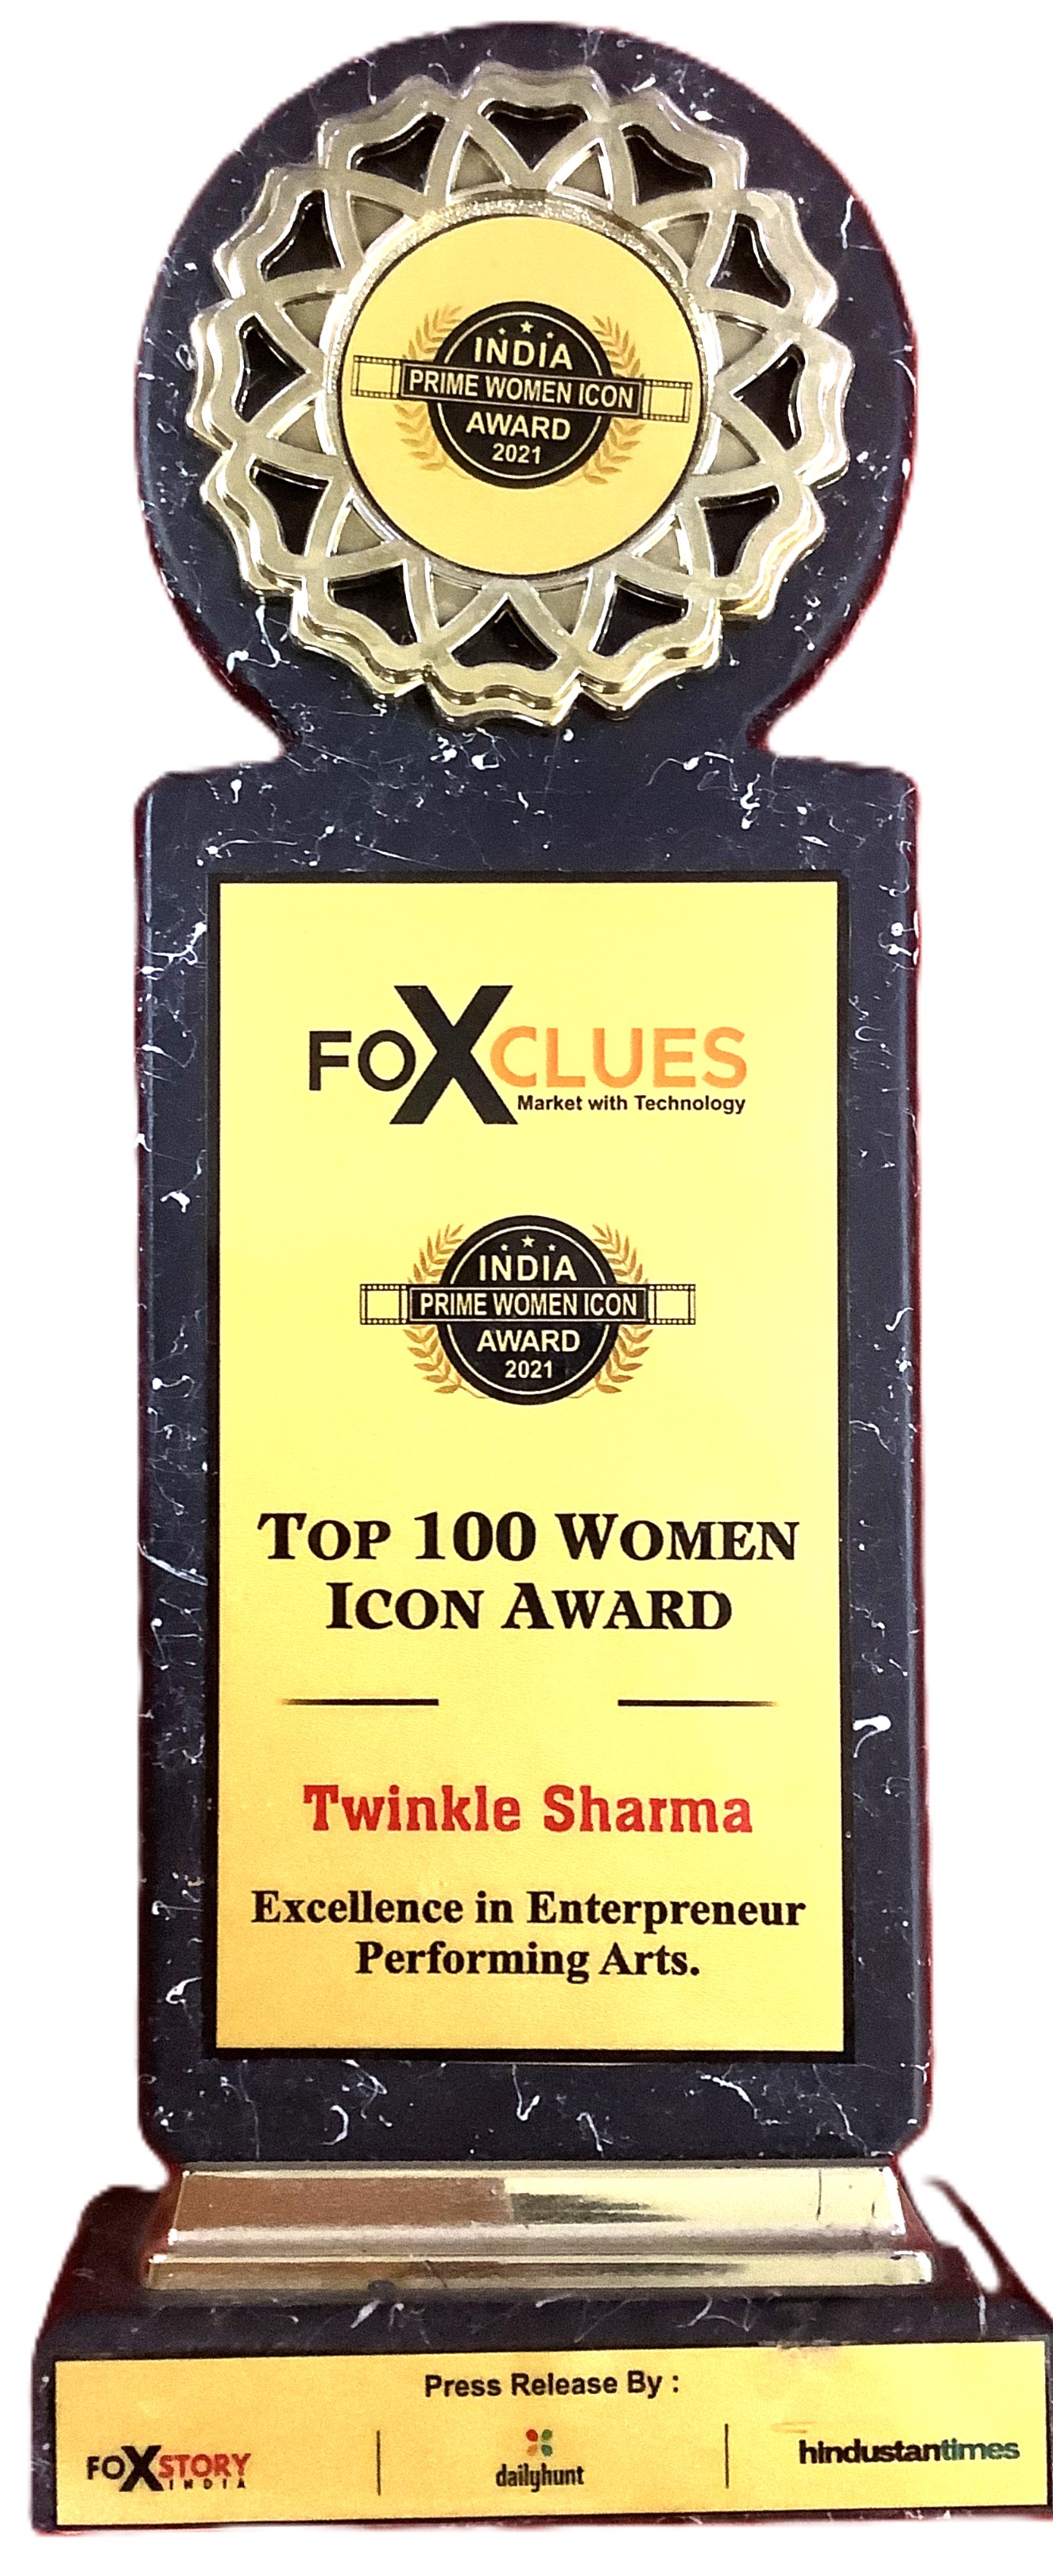 INDIA
PRIME WOMEN ICON
AWARD
2021
FOXCLUES
Market with Technology
INDIA
PRIME WOMEN ICON
AWARD
2021
TOP 100 WOMEN
ICON AWARD
Twinkle Sharma
Excellence in Enterpreneur
Performing Arts.
Press Release By :
FOXSTORY
INDIA
dailyhunt
hindustantimes